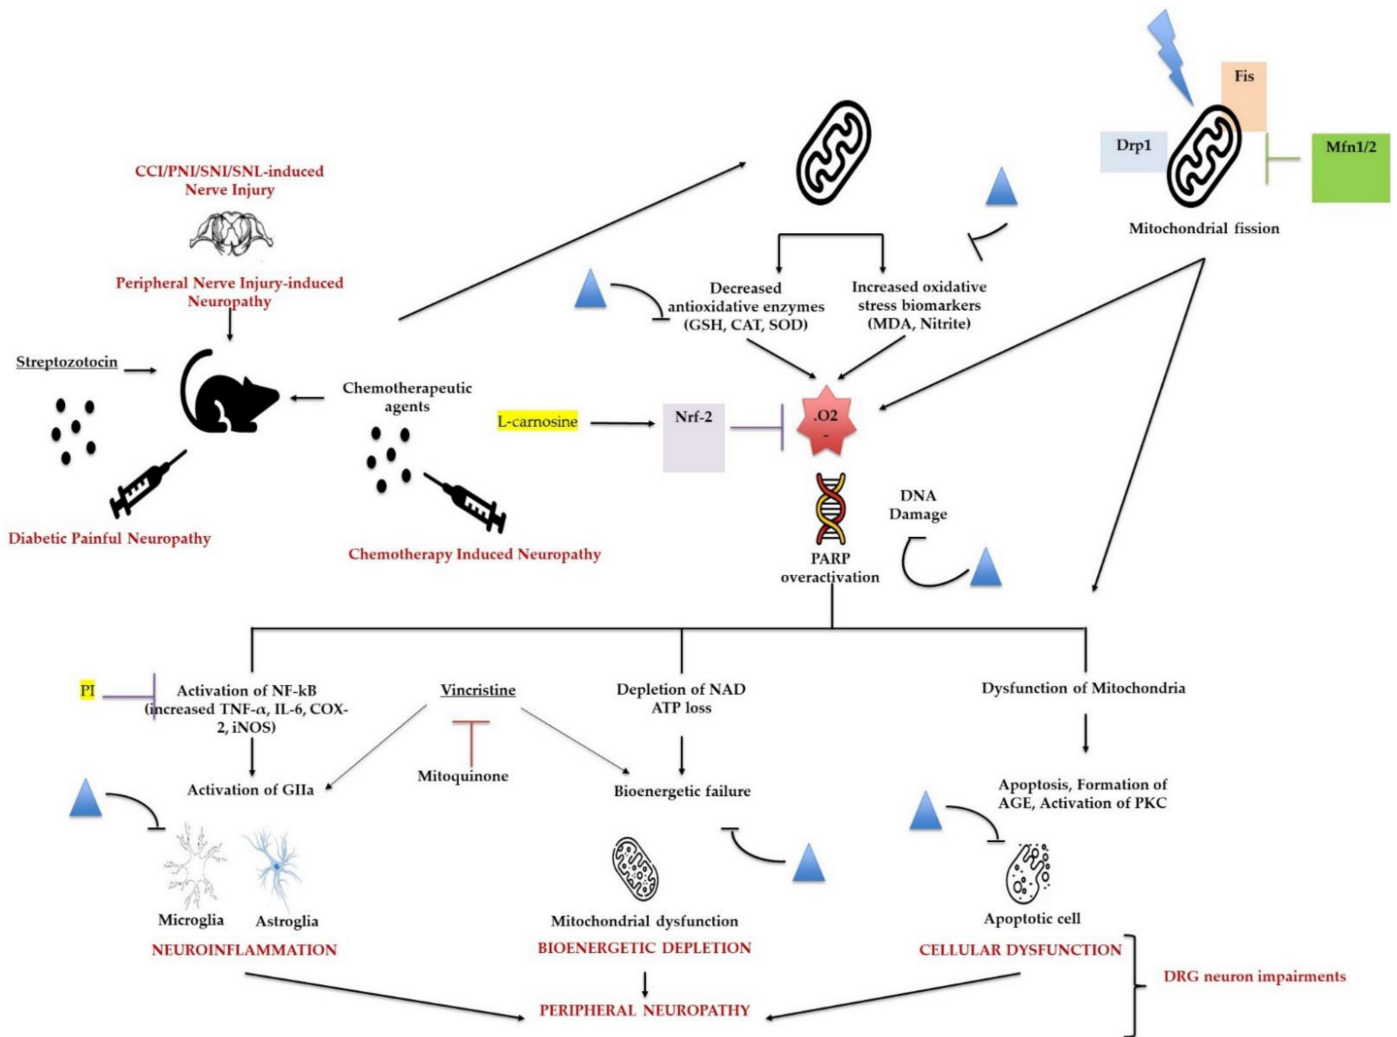 Fis
Drp1
Mfn1/2
Mitochondrial fission
CCI/PNI/SNI/SNL-induced
Nerve Injury
Peripheral Nerve Injury-induced
Neuropathy
Streptozotocin
Diabetic Painful Neuropathy
Chemotherapeutic
agents
Chemotherapy Induced Neuropathy
Decreased
antioxidative enzymes
(GSH, CAT, SOD)
Increased oxidative
stress biomarkers
(MDA, Nitrite)
L-carnosine
Nrf-2
.O2
-
DNA
Damage
PARP
overactivation
PI
Activation of NF-kB
(increased TNF-α, IL-6, COX-
2, iNOS)
Vincristine
Depletion of NAD
ATP loss
Dysfunction of Mitochondria
Activation of GIIa
Mitoquinone
Bioenergetic failure
Apoptosis, Formation of
AGE, Activation of PKC
Microglia
Astroglia
NEUROINFLAMMATION
Mitochondrial dysfunction
BIOENERGETIC DEPLETION
Apoptotic cell
CELLULAR DYSFUNCTION
DRG neuron impairments
PERIPHERAL NEUROPATHY